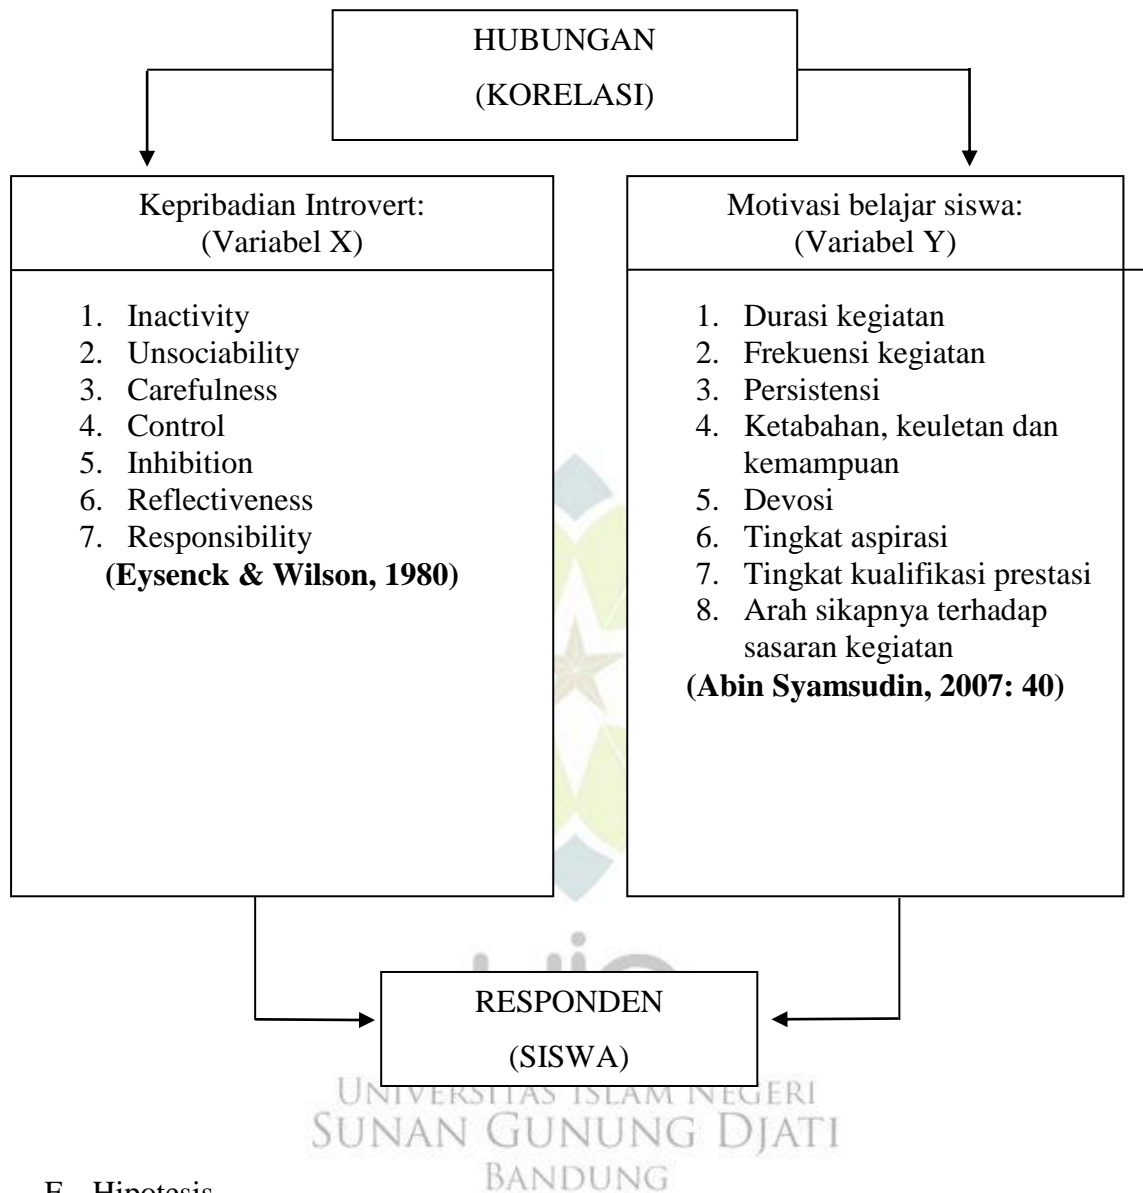 HUBUNGAN
(KORELASI)
Kepribadian Introvert:
(Variabel X)
1. Inactivity
2. Unsociability
3. Carefulness
4. Control
5. Inhibition
6. Reflectiveness
7. Responsibility
(Eysenck & Wilson, 1980)
Motivasi belajar siswa:
(Variabel Y)
1. Durasi kegiatan
2. Frekuensi kegiatan
3. Persistensi
4. Ketabahan, keuletan dan
kemampuan
5. Devosi
6. Tingkat aspirasi
7. Tingkat kualifikasi prestasi
8. Arah sikapnya terhadap
sasaran kegiatan
(Abin Syamsudin, 2007: 40)
RESPONDEN
(SISWA)
UNIVERSITAS ISLAM NEGERI
SUNAN GUNUNG DJATI
BANDUNG
Hipotesis